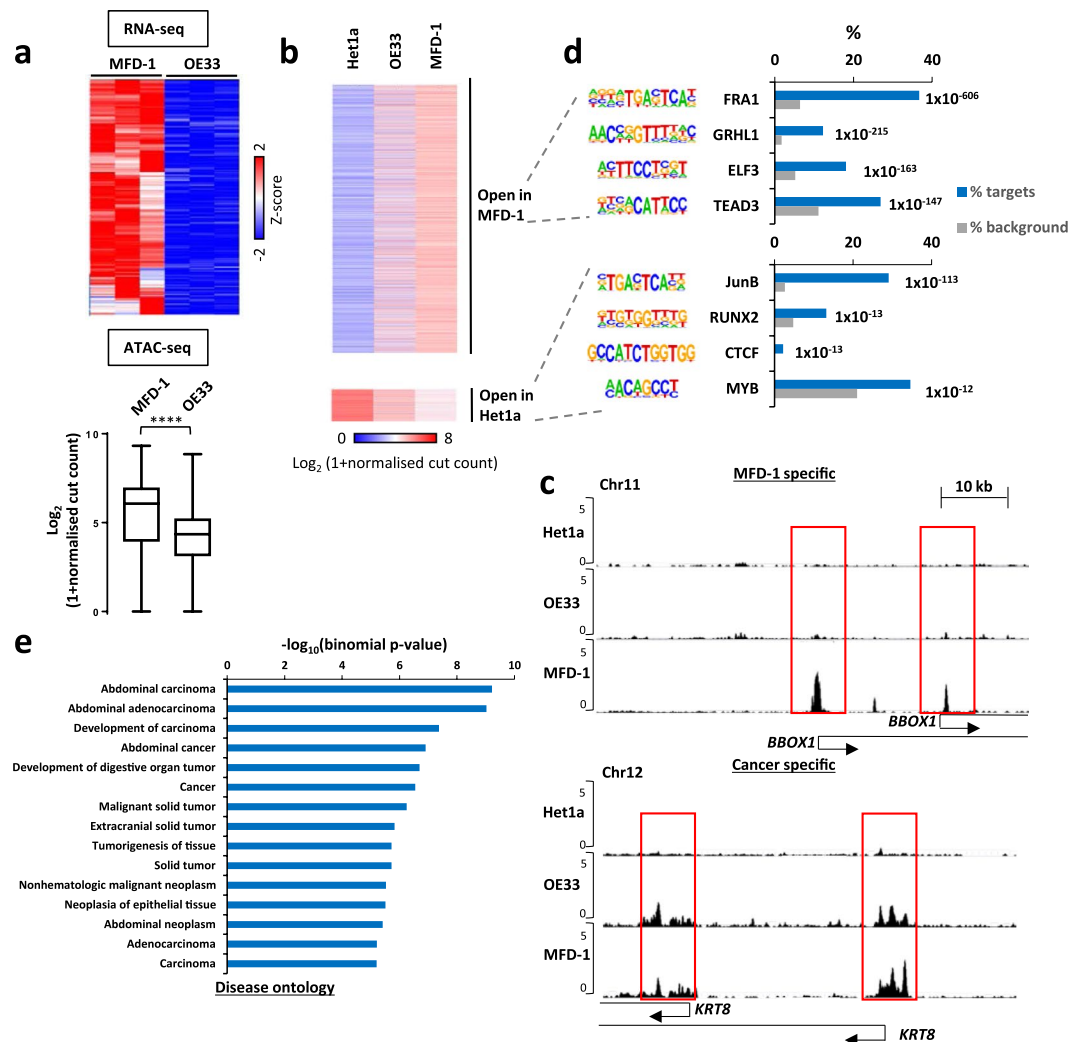 a
RNA-seq
MFD-1 OE33
2
Z-score
-2
ATAC-seq
MFD-1 OE33
****
10
5
0
Log2
(1+normalised cut count)
b
Het1a OE33 MFD-1
Open in
MFD-1
Open in
Het1a
0 8
Log2 (1+normalised cut count)
d
%
0 20 40
FRA1 1x10-606
GRHL1 1x10-215
ELF3 1x10-163
TEAD3 1x10-147
% targets
% background
0 20 40
JunB 1x10-113
RUNX2 1x10-13
GCCATCTGGTGG CTCF 1x10-13
MYB 1x10-12
c
MFD-1 specific
Chr11
10 kb
5
Het1a
0
5
OE33
0
5
MFD-1
0
BBOX1
BBOX1
Cancer specific
Chr12
5
Het1a
0
5
OE33
0
5
MFD-1
0
KRT8
KRT8
e
-log10(binomial p-value)
0 2 4 6 8 10
Abdominal carcinoma
Abdominal adenocarcinoma
Development of carcinoma
Abdominal cancer
Development of digestive organ tumor
Cancer
Malignant solid tumor
Extracranial solid tumor
Tumorigenesis of tissue
Solid tumor
Nonhematologic malignant neoplasm
Neoplasia of epithelial tissue
Abdominal neoplasm
Adenocarcinoma
Carcinoma
Disease ontology